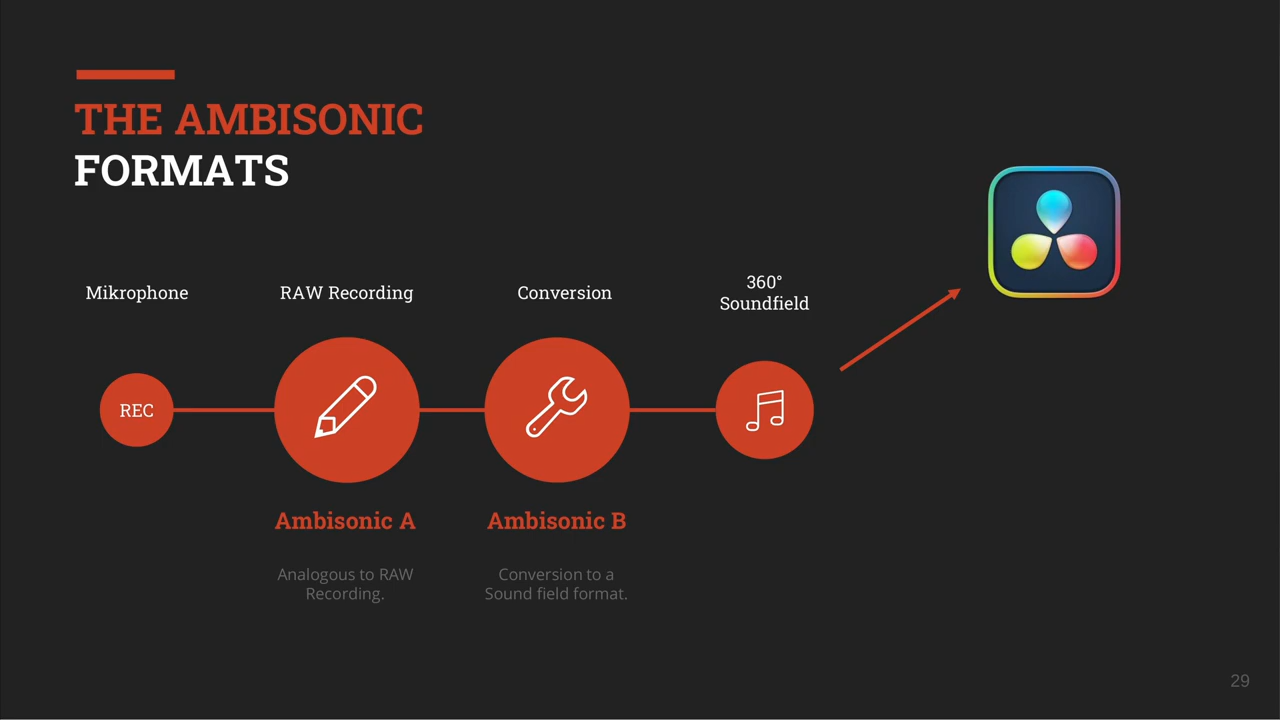 THE AMBISONIC
FORMATS
Mikrophone
RAW Recording
Conversion
360°
Soundfield
REC
Ambisonic A
Ambisonic B
Analogous to RAW
Recording.
Conversion to a
Sound field format.
29